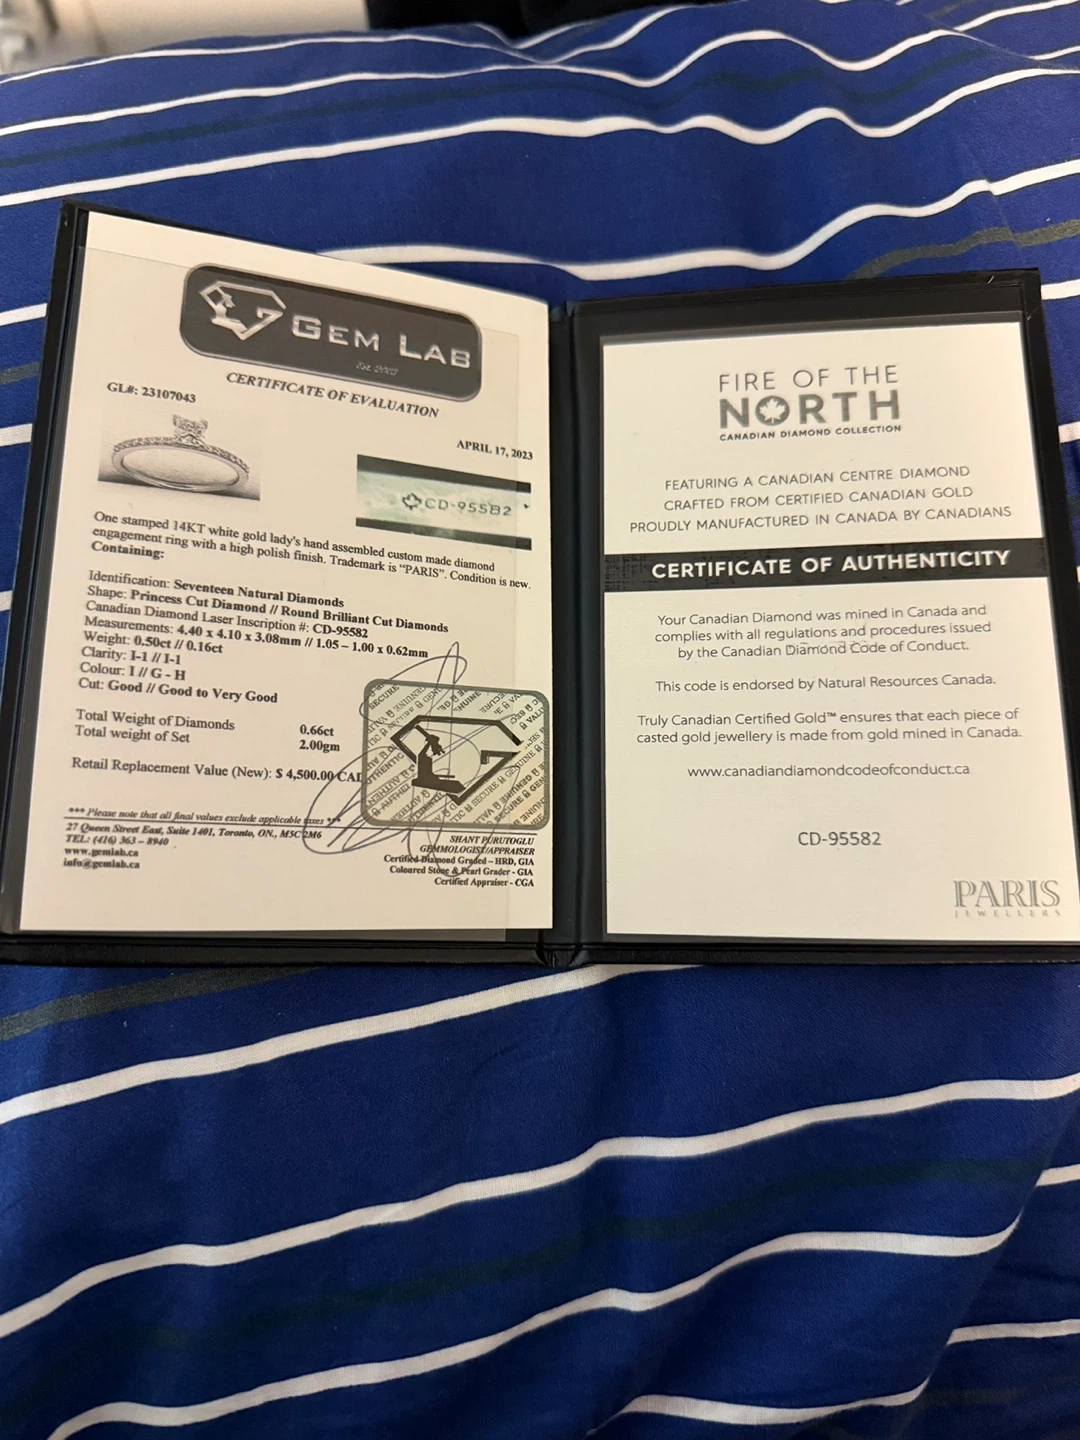 GEM LAB
Est. 2007
CERTIFICATE OF EVALUATION
GL#: 23107043
APRIL 17, 2023
CD-95582
One stamped 14KT white gold lady's hand assembled custom made diamond
engagement ring with a high polish finish. Trademark is "PARIS". Condition is new.
Containing:
Identification: Seventeen Natural Diamonds
Shape: Princess Cut Diamond // Round Brilliant Cut Diamonds
Canadian Diamond Laser Inscription #: CD-95582
Measurements: 4.40 x 4.10 x 3.08mm // 1.05 – 1.00 x 0.62mm
Weight: 0.50ct // 0.16ct
Clarity: I-1 // I-1
Colour: I // G - H
Cut: Good // Good to Very Good
Total Weight of Diamonds 0.66ct
Total weight of Set 2.00gm
Retail Replacement Value (New): $ 4,500.00 CAD
*** Please note that all final values exclude applicable taxes ***
27 Queen Street East, Suite 1401, Toronto, ON., M5C 2M6
TEL: (416) 363 – 8940
www.gemlab.ca
info@gemlab.ca
SECURE GENUINE VALID AUTHENTIC
SHANT PURUTOGLU
GEMMOLOGIST/APPRAISER
Certified Diamond Graded – HRD, GIA
Coloured Stone & Pearl Grader - GIA
Certified Appraiser - CGA
FIRE OF THE
NORTH
CANADIAN DIAMOND COLLECTION
FEATURING A CANADIAN CENTRE DIAMOND
CRAFTED FROM CERTIFIED CANADIAN GOLD
PROUDLY MANUFACTURED IN CANADA BY CANADIANS
CERTIFICATE OF AUTHENTICITY
Your Canadian Diamond was mined in Canada and
complies with all regulations and procedures issued
by the Canadian Diamond Code of Conduct.
This code is endorsed by Natural Resources Canada.
Truly Canadian Certified Gold™ ensures that each piece of
casted gold jewellery is made from gold mined in Canada.
www.canadiandiamondcodeofconduct.ca
CD-95582
PARIS
JEWELLERS